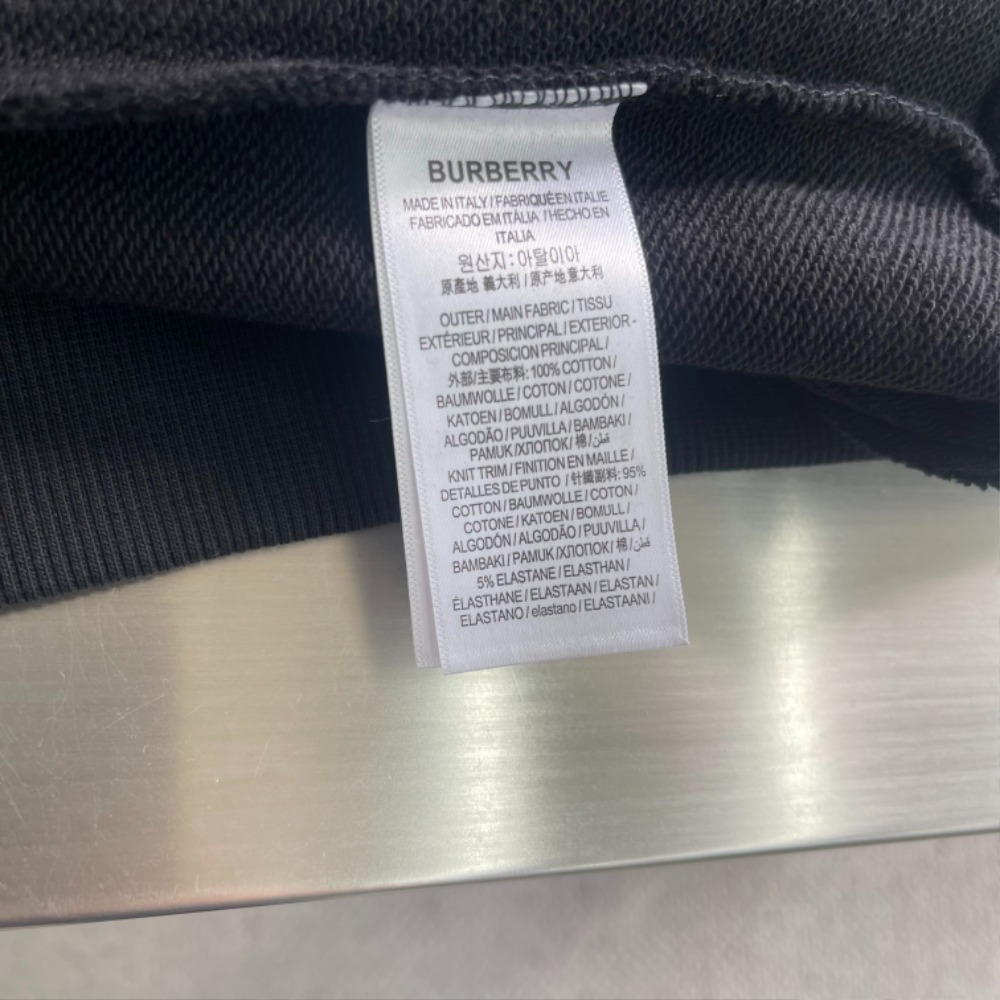 BURBERRY
MADE IN ITALY / FABRIQUÉ EN ITALIE
FABRICADO EM ITÁLIA / HECHO EN
ITALIA
원산지 : 아탈이아
原產地 義大利 / 原产地意大利
OUTER / MAIN FABRIC / TISSU
EXTÉRIEUR / PRINCIPAL / EXTERIOR -
COMPOSICION PRINCIPAL /
外部/主要布料: 100% COTTON /
BAUMWOLLE / COTON / COTONE /
KATOEN / BOMULL / ALGODÓN /
ALGODÃO / PUUVILLA / BAMBAKI /
PAMUK /ХЛОПОК/ 棉 / قطن
KNIT TRIM / FINITION EN MAILLE /
DETALLES DE PUNTO / 針織副料: 95%
COTTON / BAUMWOLLE / COTON /
COTONE / KATOEN / BOMULL /
ALGODÓN / ALGODÃO / PUUVILLA /
BAMBAKI / PAMUK /ХЛОПОК/ 棉 / قطن
5% ELASTANE / ELASTHAN /
ÉLASTHANE / ELASTAAN / ELASTAN /
ELASTANO / elastano / ELASTAANI /